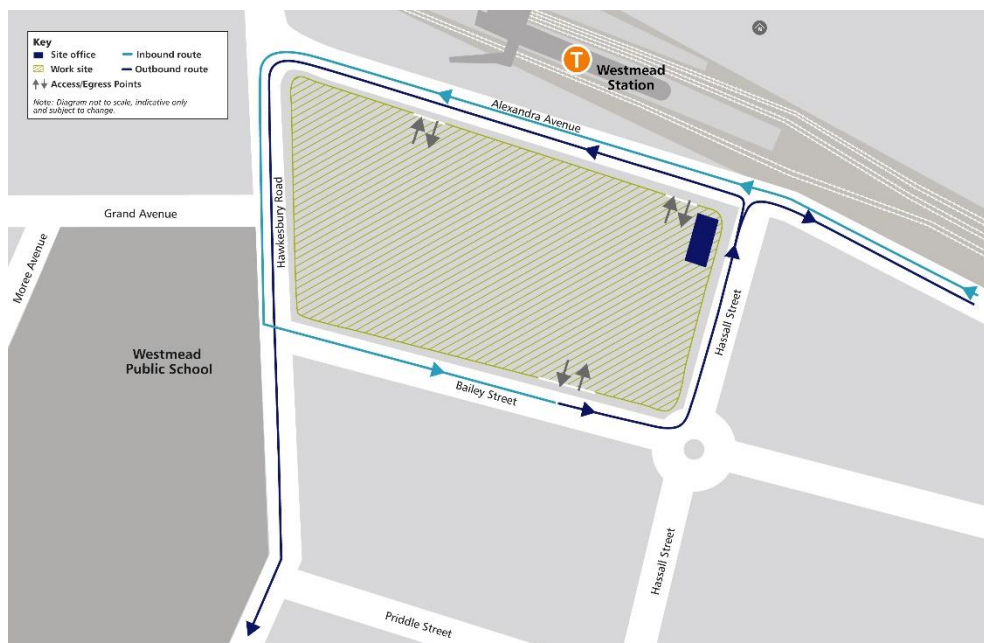 Key
Site office
Inbound route
Work site
Outbound route
Access/Egress Points
Note: Diagram not to scale, indicative only
and subject to change.
N
T
Westmead
Station
Alexandra Avenue
Grand Avenue
Hawkesbury Road
Moree Avenue
Hassall Street
Westmead
Public School
Bailey Street
Hassall Street
Priddle Street